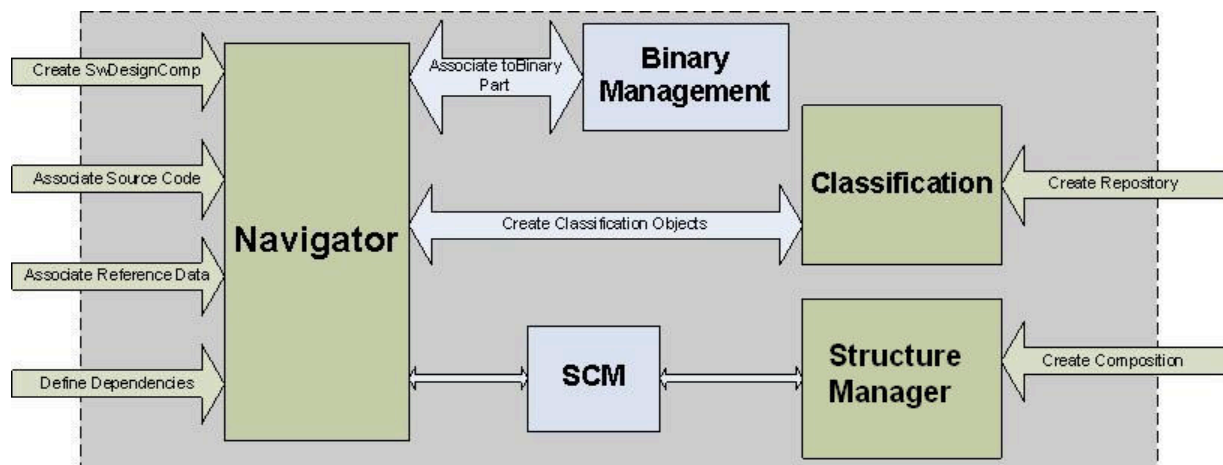 Create SwDesignComp
Associate Source Code
Associate Reference Data
Define Dependencies
Navigator
Associate toBinary
Part
Binary
Management
Create Classification Objects
Classification
Create Repository
SCM
Structure
Manager
Create Composition